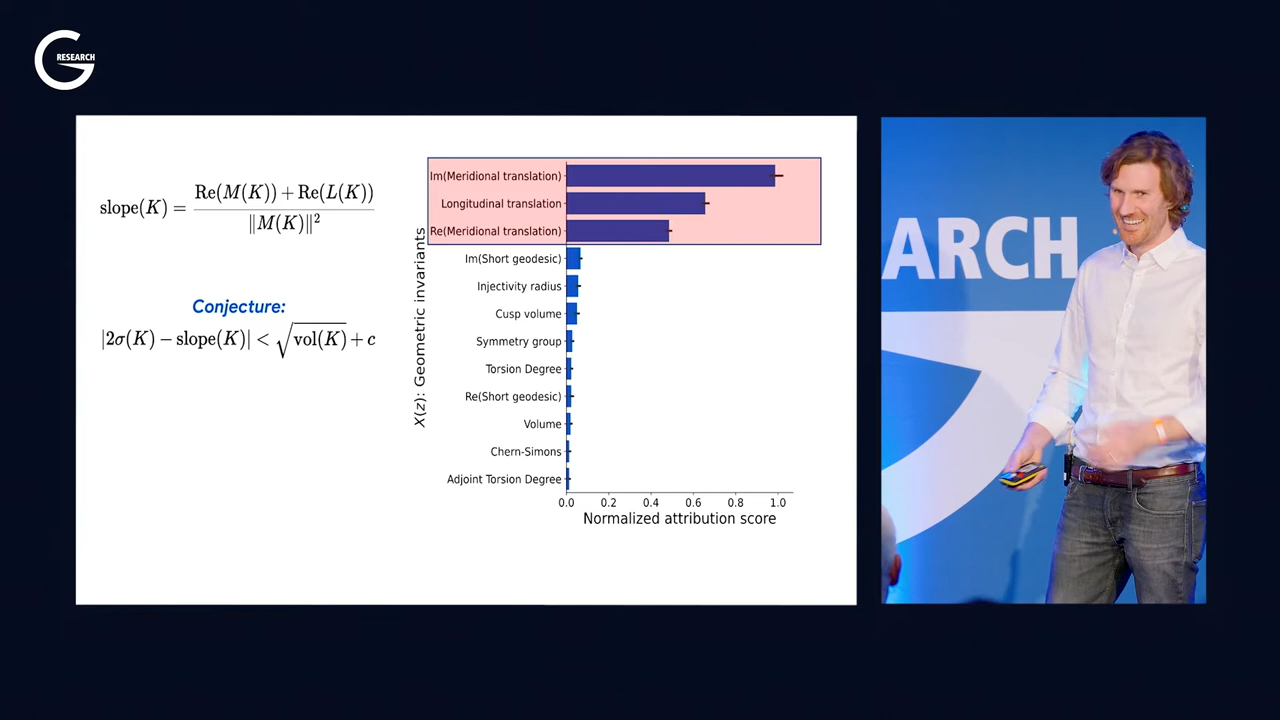 G
RESEARCH
slope(K) = Re(M(K)) + Re(L(K)) / ‖M(K)‖²
Conjecture:
|2σ(K) − slope(K)| < √vol(K) + c
X(z): Geometric invariants
Im(Meridional translation)
Longitudinal translation
Re(Meridional translation)
Im(Short geodesic)
Injectivity radius
Cusp volume
Symmetry group
Torsion Degree
Re(Short geodesic)
Volume
Chern-Simons
Adjoint Torsion Degree
0.0 0.2 0.4 0.6 0.8 1.0
Normalized attribution score
ARCH